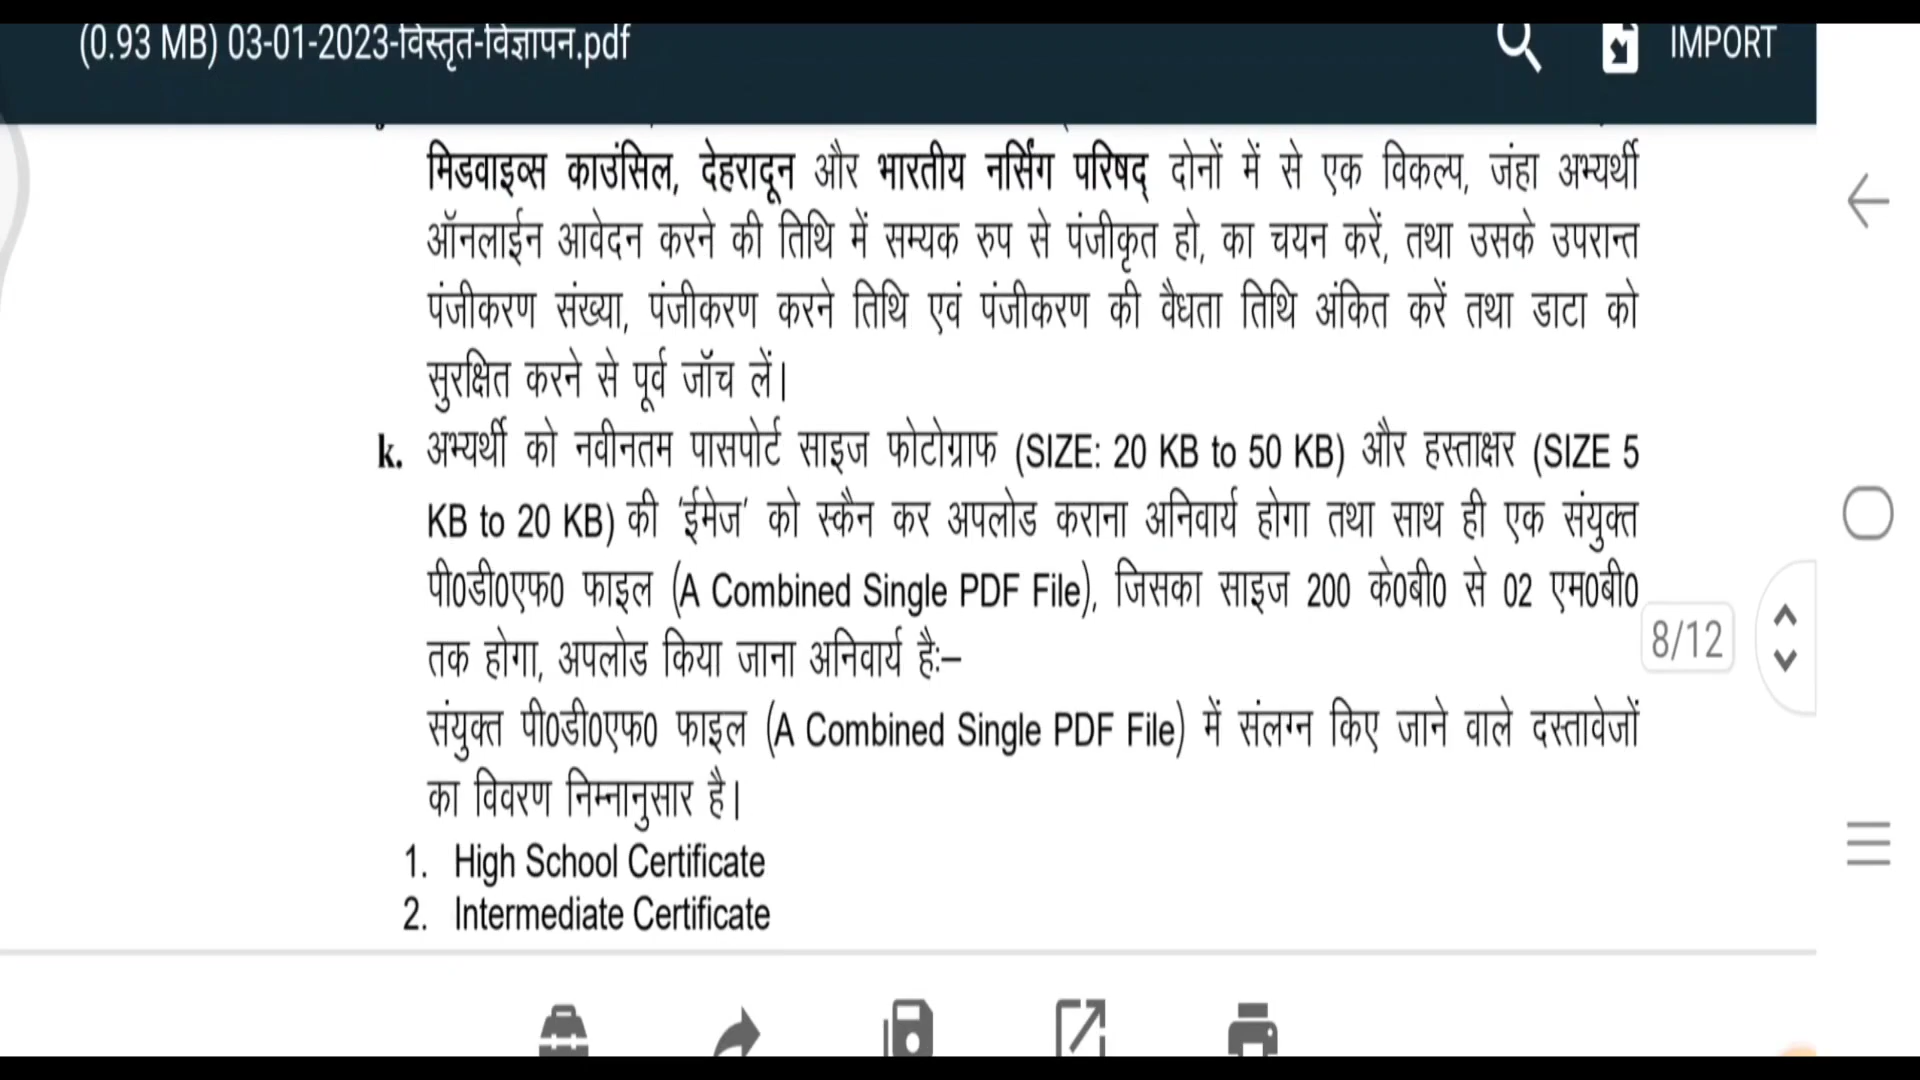 (0.93 MB) 03-01-2023-विस्तृत-विज्ञापन.pdf
IMPORT
मिडवाइव्स काउंसिल, देहरादून और भारतीय नर्सिंग परिषद् दोनों में से एक विकल्प, जंहा अभ्यर्थी
ऑनलाईन आवेदन करने की तिथि में सम्यक रुप से पंजीकृत हो, का चयन करें, तथा उसके उपरान्त
पंजीकरण संख्या, पंजीकरण करने तिथि एवं पंजीकरण की वैधता तिथि अंकित करें तथा डाटा को
सुरक्षित करने से पूर्व जॉच लें।
k. अभ्यर्थी को नवीनतम पासपोर्ट साइज फोटोग्राफ (SIZE: 20 KB to 50 KB) और हस्ताक्षर (SIZE 5
KB to 20 KB) की 'ईमेज' को स्कैन कर अपलोड कराना अनिवार्य होगा तथा साथ ही एक संयुक्त
पी0डी0एफ0 फाइल (A Combined Single PDF File), जिसका साइज 200 के0बी0 से 02 एम0बी0
तक होगा, अपलोड किया जाना अनिवार्य हैः–
संयुक्त पी0डी0एफ0 फाइल (A Combined Single PDF File) में संलग्न किए जाने वाले दस्तावेजों
का विवरण निम्नानुसार है।
1. High School Certificate
2. Intermediate Certificate
8/12